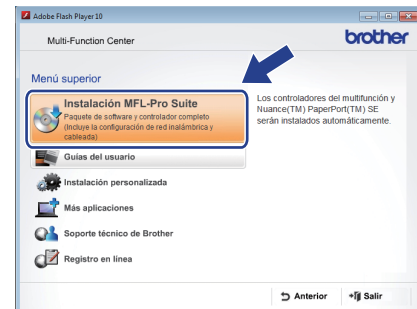 Adobe Flash Player 10
Multi-Function Center
brother
Menú superior
Instalación MFL-Pro Suite
Paquete de software y controlador completo
(Incluye la configuración de red inalámbrica y
cableada)
Los controladores del multifunción y
Nuance(TM) PaperPort(TM) SE
serán instalados automáticamente.
Guías del usuario
Instalación personalizada
Más aplicaciones
Soporte técnico de Brother
Registro en línea
Anterior
Salir